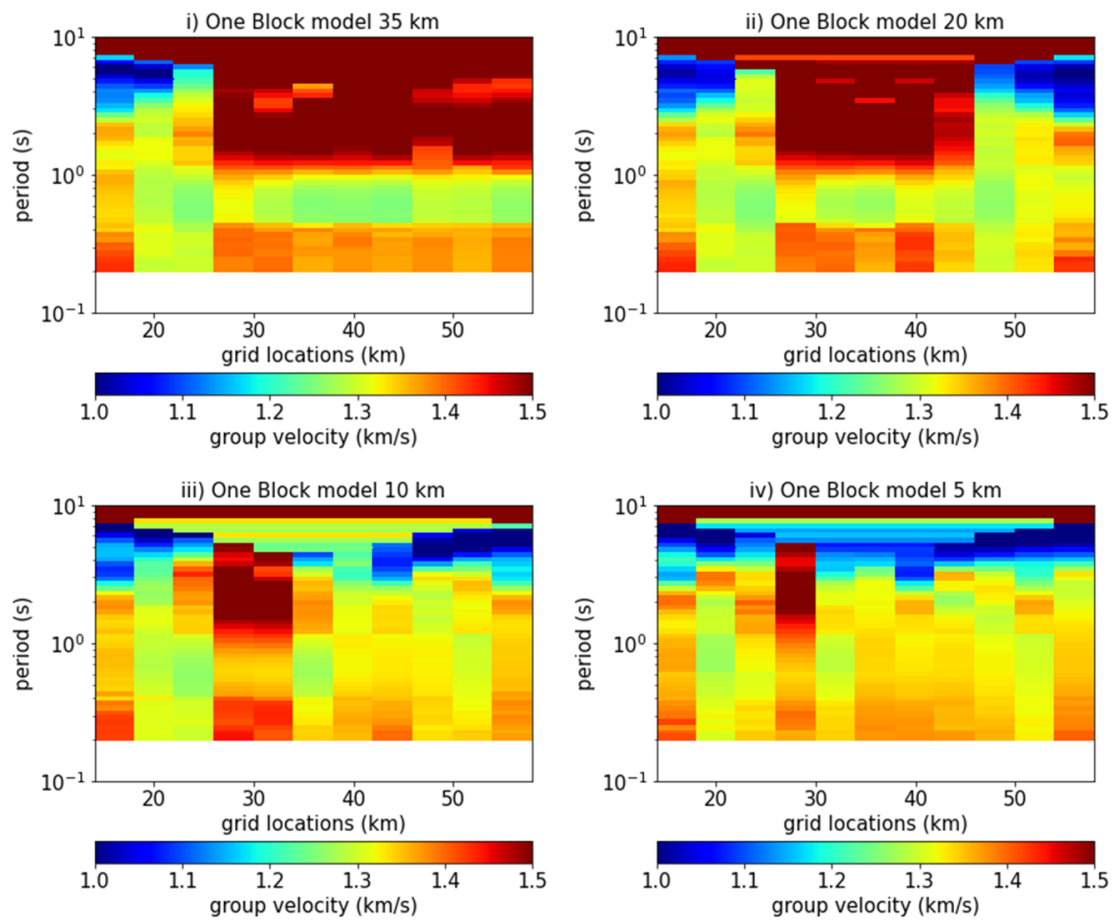 i) One Block model 35 km
10¹
10⁰
10⁻¹
period (s)
20 30 40 50
grid locations (km)
1.0 1.1 1.2 1.3 1.4 1.5
group velocity (km/s)
ii) One Block model 20 km
10¹
10⁰
10⁻¹
period (s)
20 30 40 50
grid locations (km)
1.0 1.1 1.2 1.3 1.4 1.5
group velocity (km/s)
iii) One Block model 10 km
10¹
10⁰
10⁻¹
period (s)
20 30 40 50
grid locations (km)
1.0 1.1 1.2 1.3 1.4 1.5
group velocity (km/s)
iv) One Block model 5 km
10¹
10⁰
10⁻¹
period (s)
20 30 40 50
grid locations (km)
1.0 1.1 1.2 1.3 1.4 1.5
group velocity (km/s)